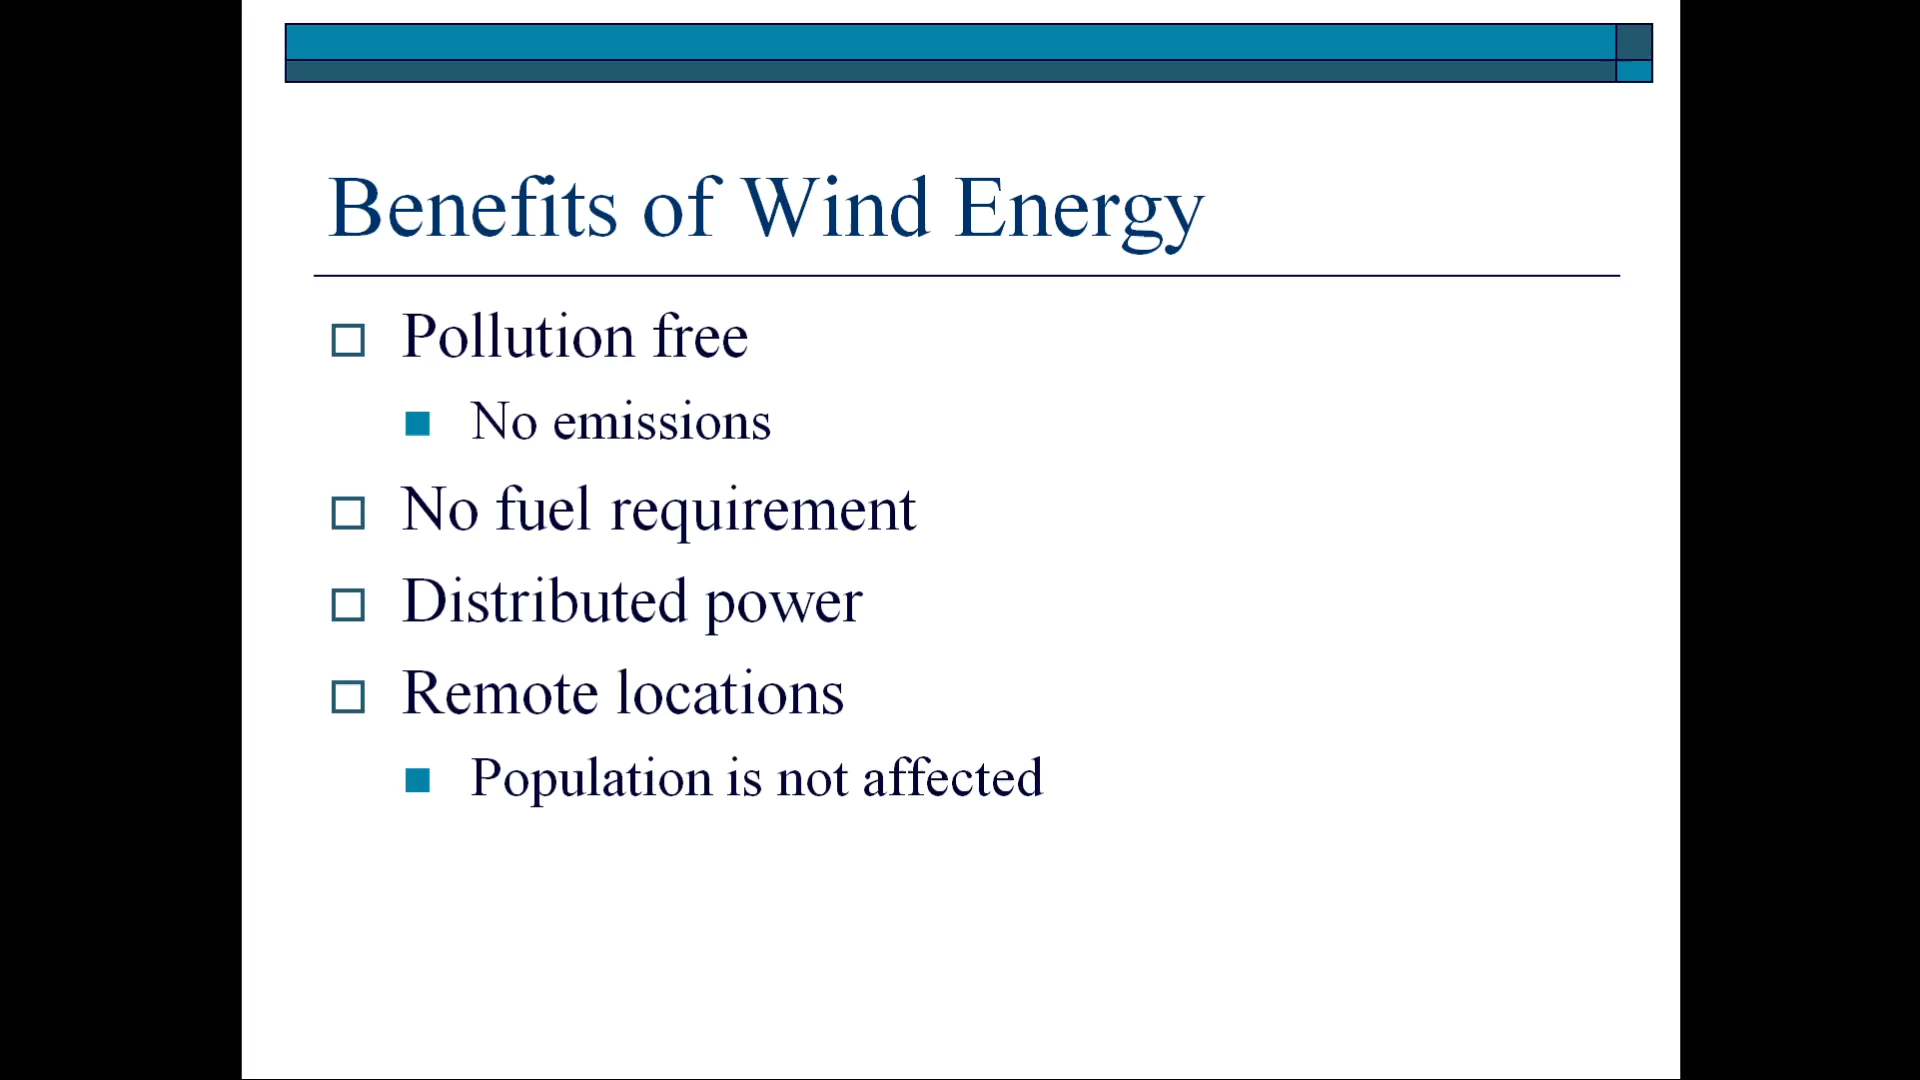 Benefits of Wind Energy
Pollution free
No emissions
No fuel requirement
Distributed power
Remote locations
Population is not affected